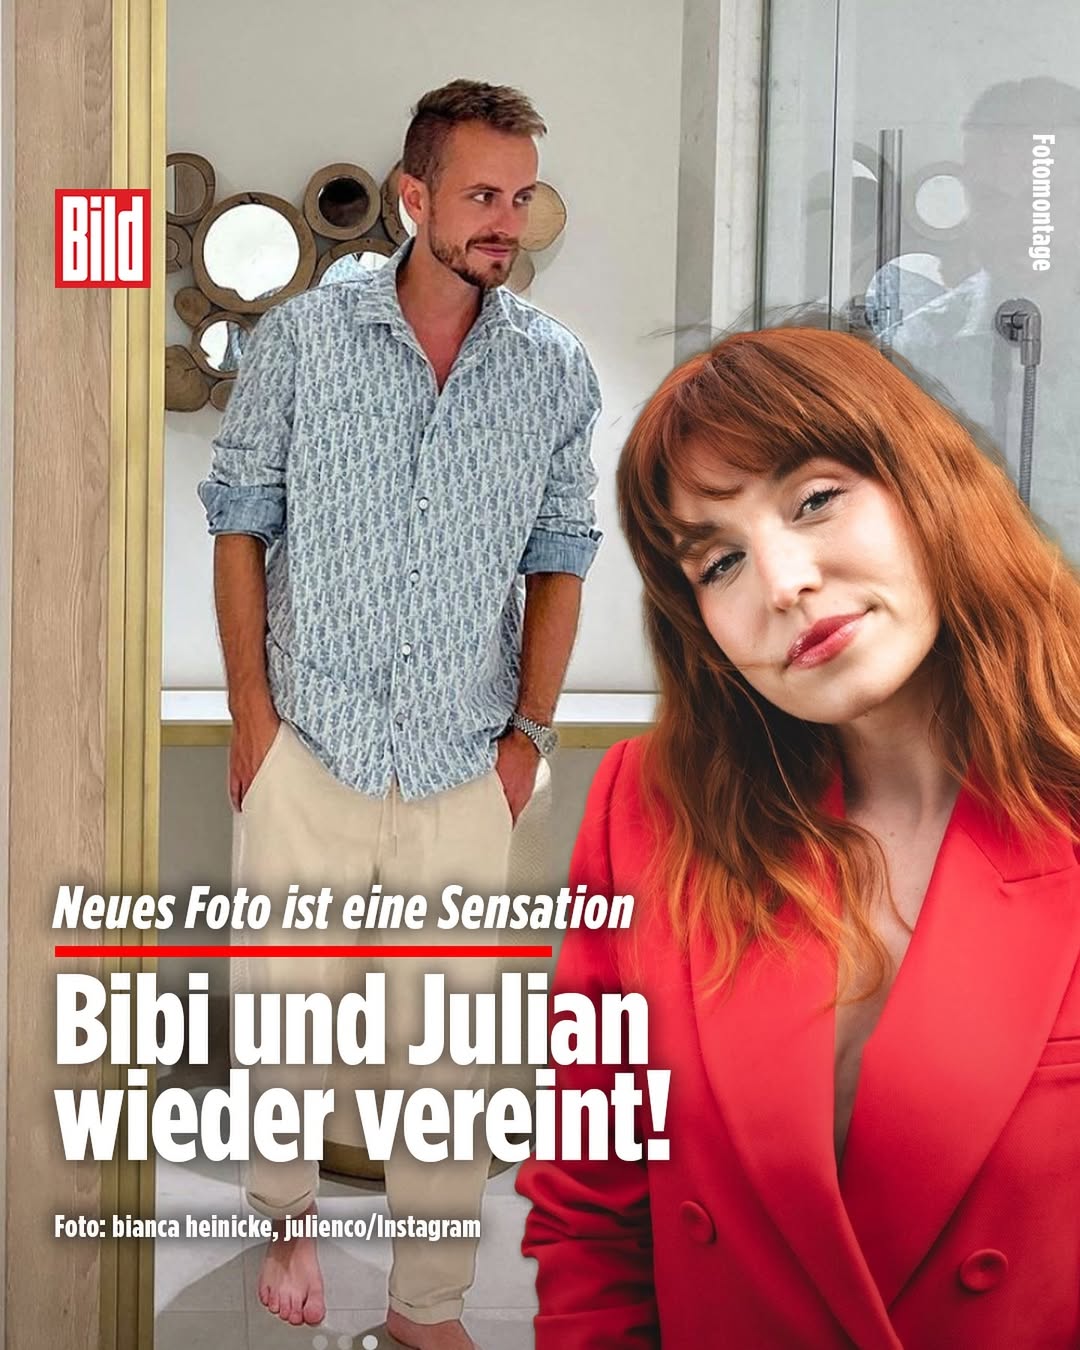 Fotomontage
Bild
Neues Foto ist eine Sensation
Bibi und Julian
wieder vereint!
Foto: bianca heinicke, julienco/Instagram